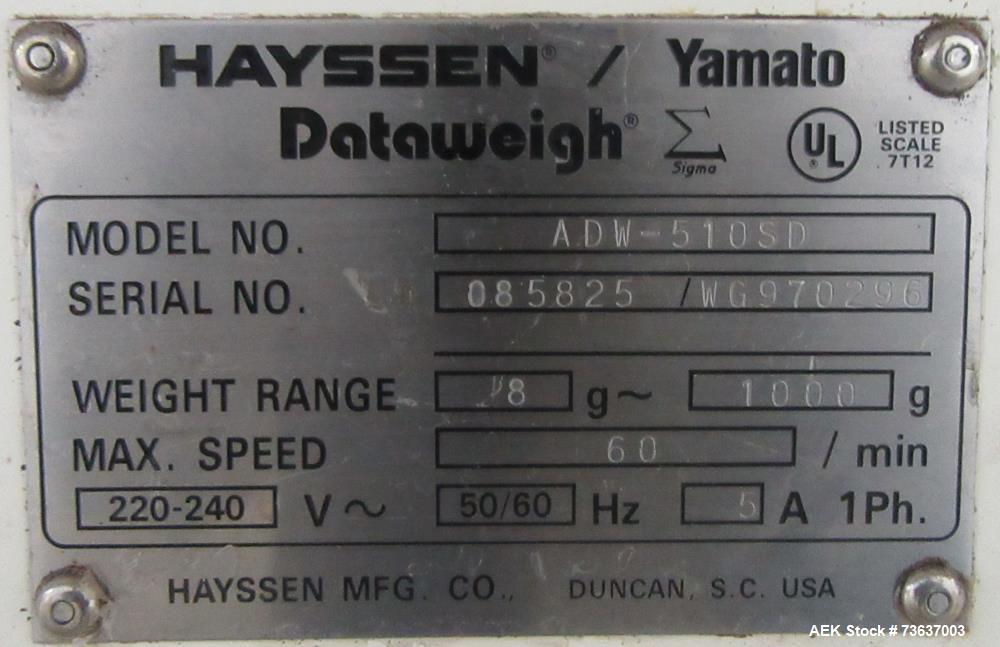 HAYSSEN® / Yamato
Dataweigh® Σ Sigma
UL® LISTED
SCALE
7T12
MODEL NO. ADW-510SD
SERIAL NO. 085825 /WG970296
WEIGHT RANGE 8 g~ 1000 g
MAX. SPEED 60 / min
220-240 V~ 50/60 Hz 5 A 1Ph.
HAYSSEN MFG. CO., DUNCAN, S.C. USA
AEK Stock # 73637003